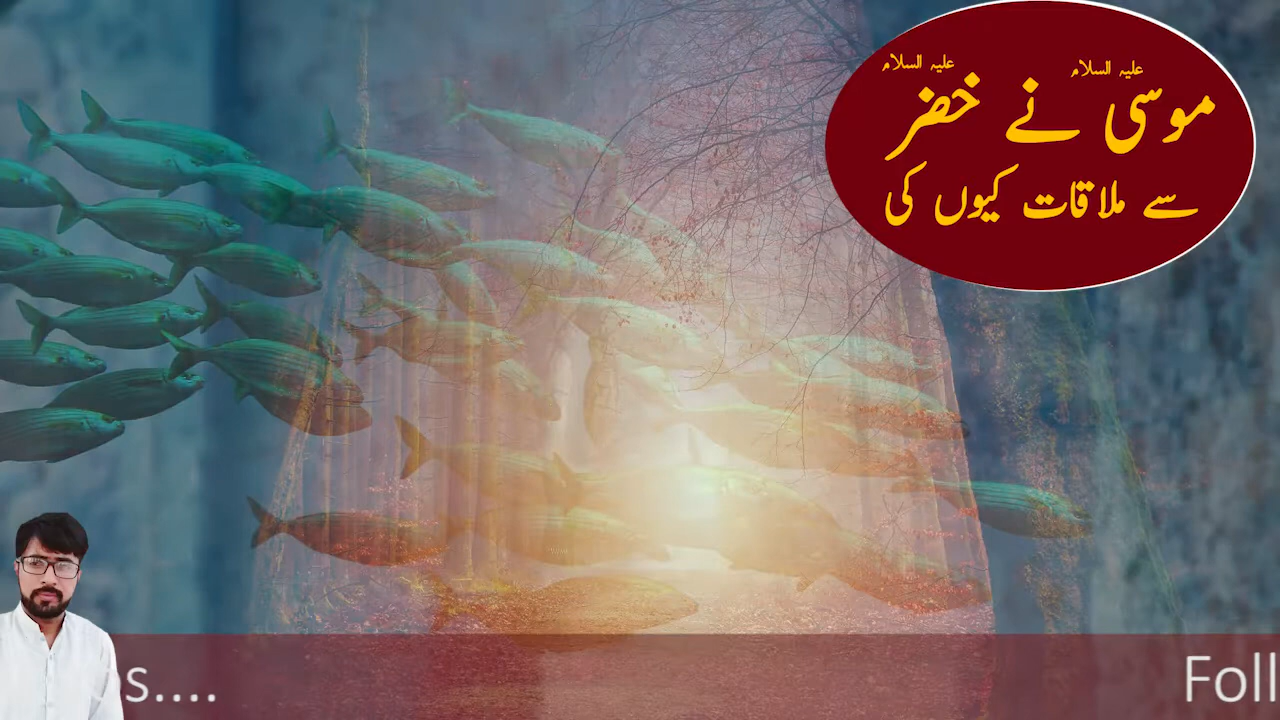 علیہ السلام علیہ السلام
موسی نے خضر
سے ملاقات کیوں کی
s.... Foll